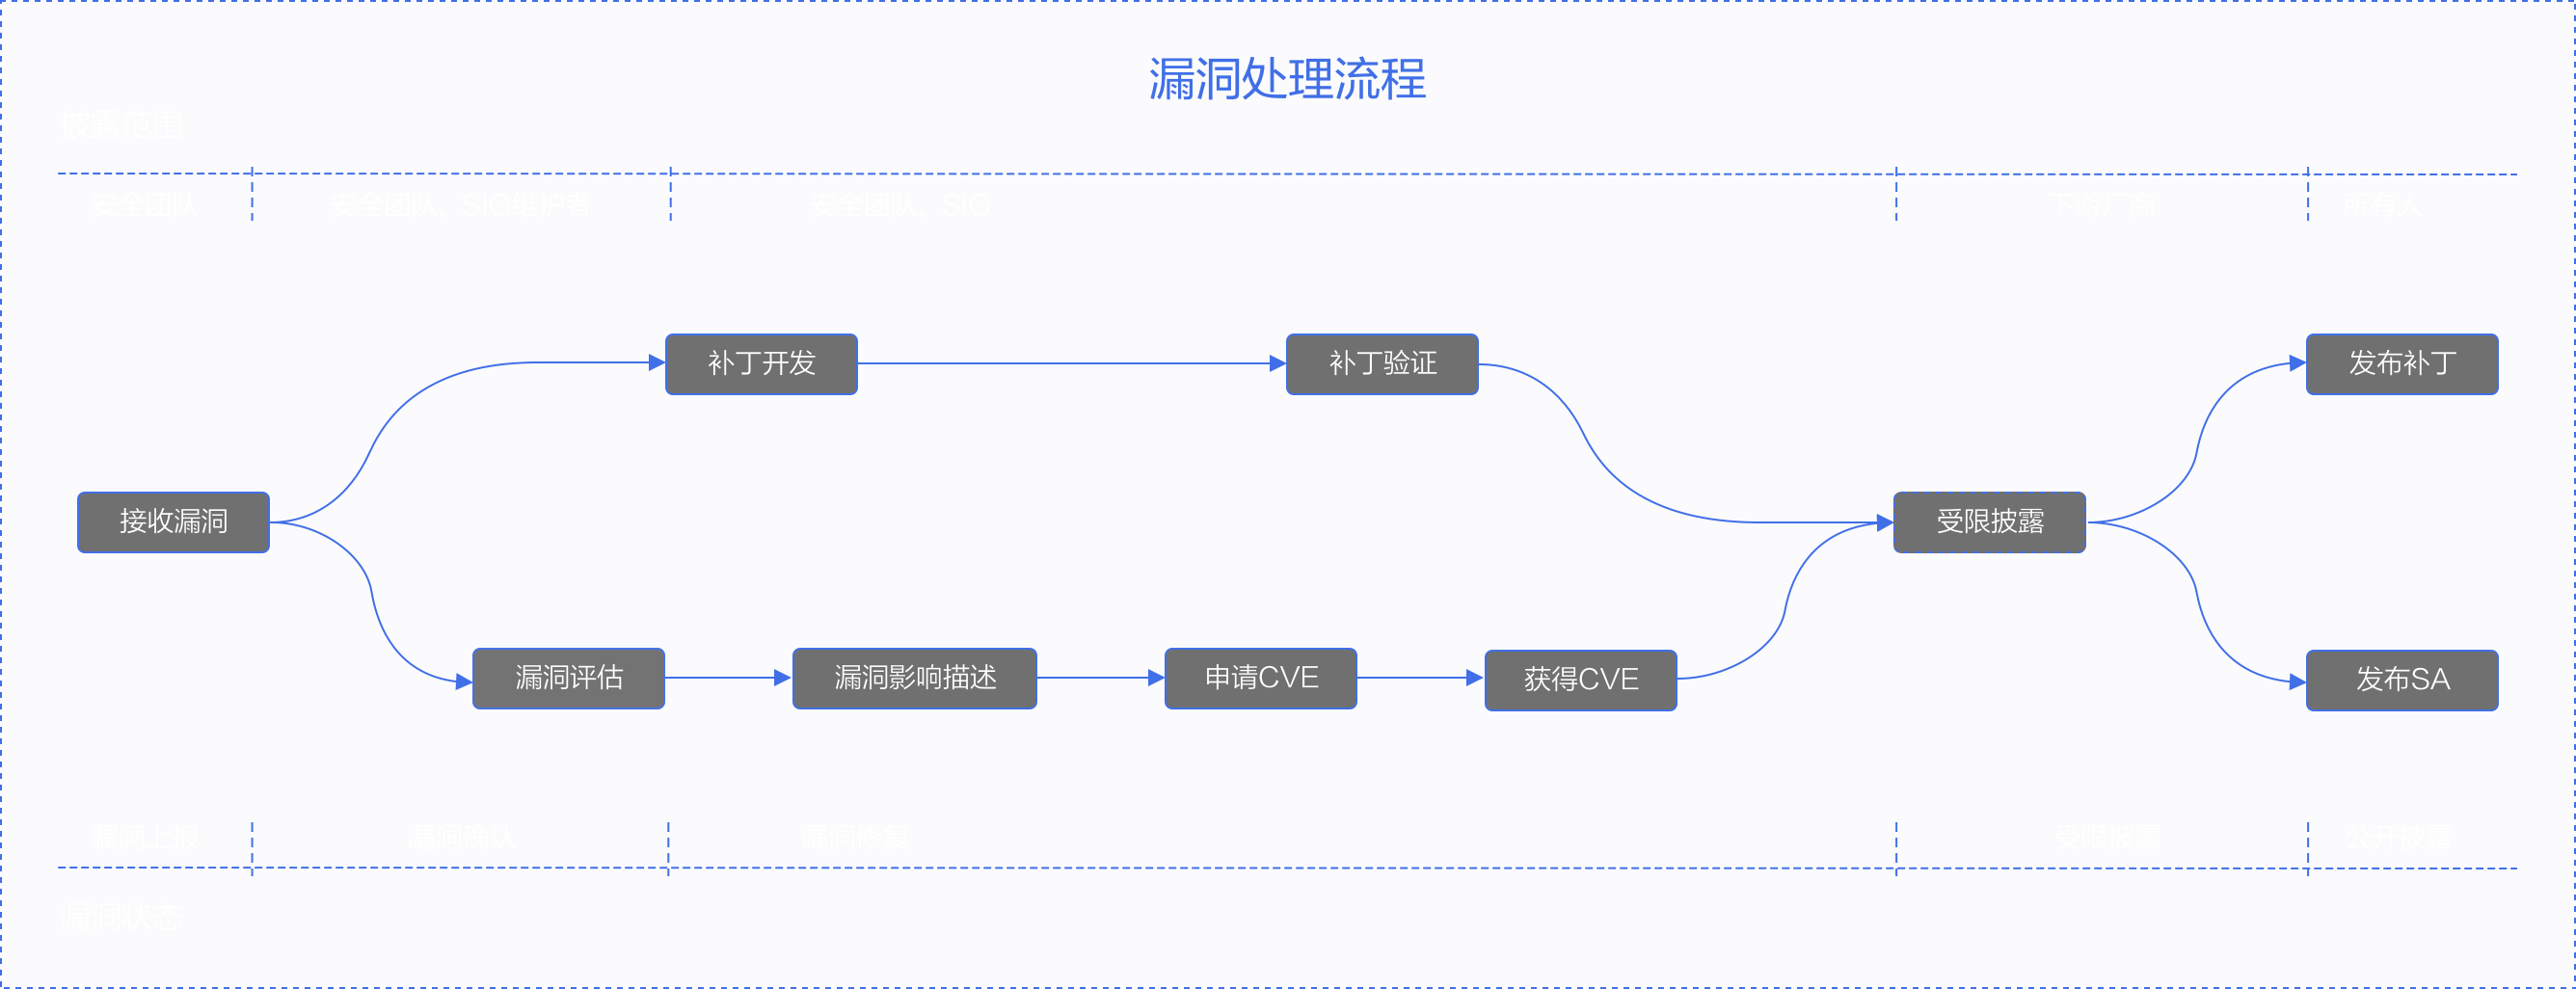 漏洞处理流程
披露范围
安全团队
安全团队、SIG维护者
安全团队、SIG
下游厂商
所有人
补丁开发
补丁验证
发布补丁
接收漏洞
受限披露
漏洞评估
漏洞影响描述
申请CVE
获得CVE
发布SA
漏洞上报
漏洞确认
漏洞修复
受限披露
公开披露
漏洞状态